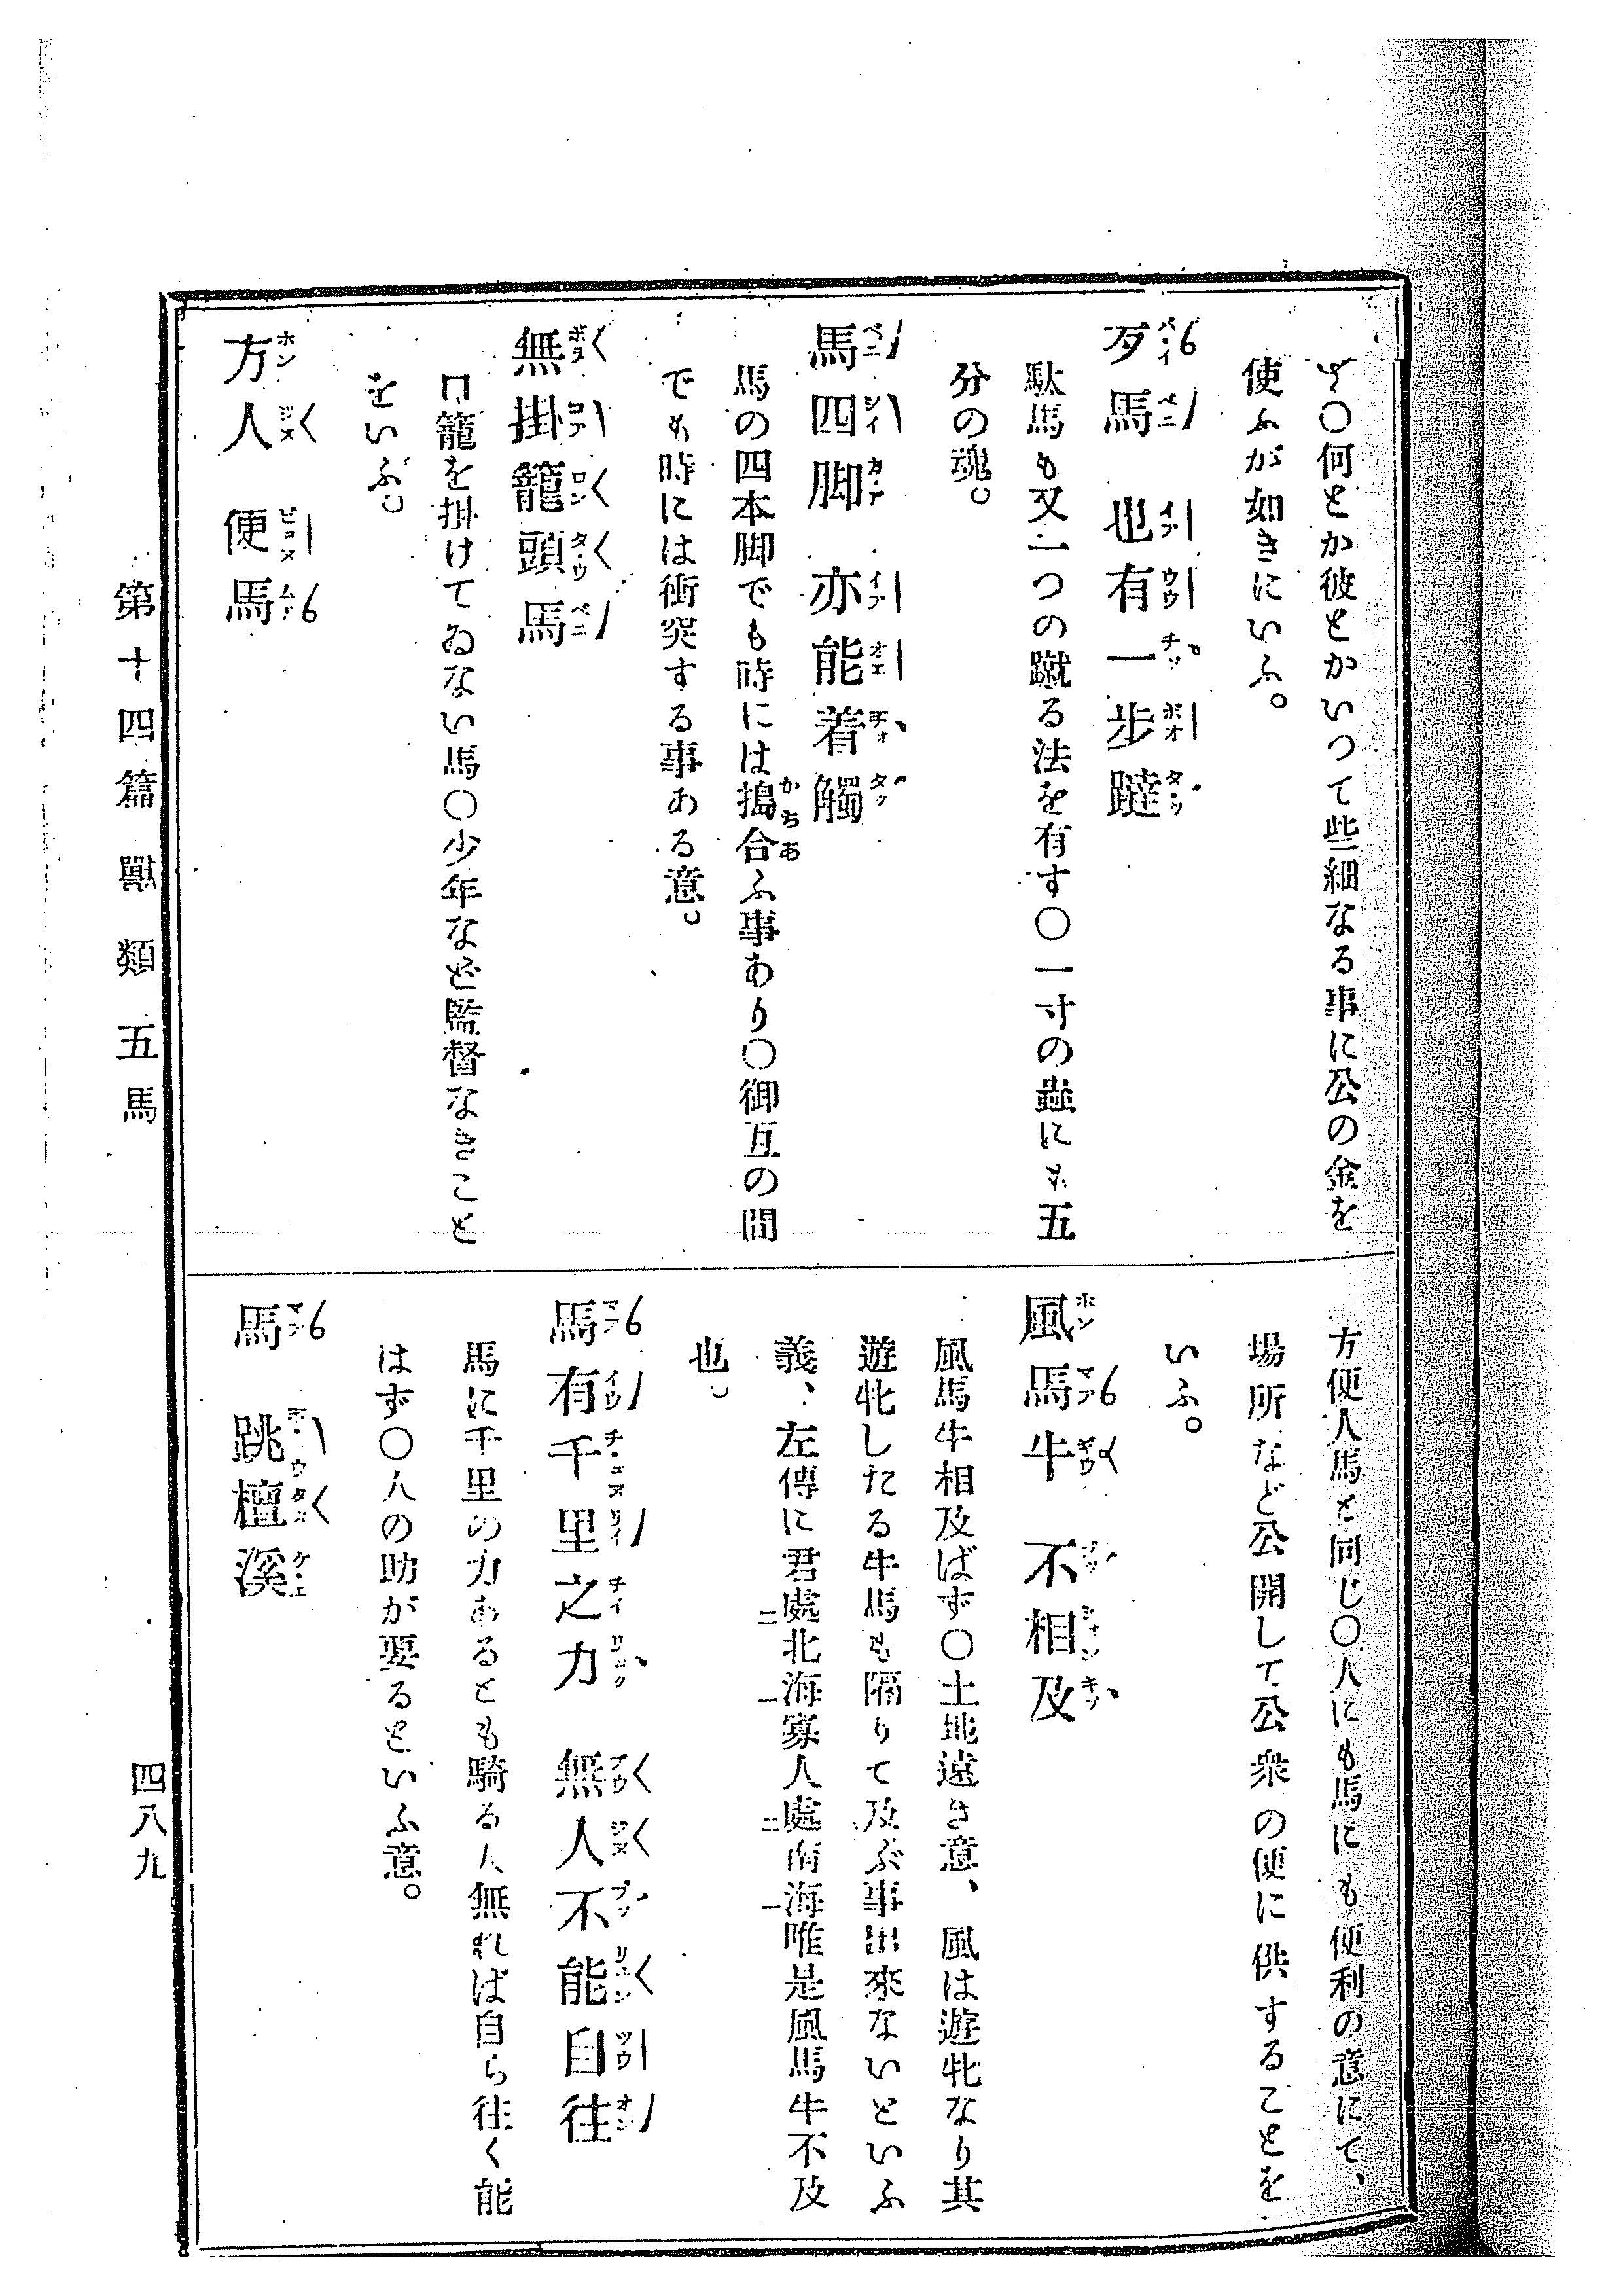 す〇何とか彼とかいつて些細なる事に公の金を
使ふが如きにいふ。
歹馬　也有一步躂
駄馬も又一つの蹴る法を有す〇一寸の蟲にも五
分の魂。
馬四脚　亦能着觸
馬の四本脚でも時には搗合ふ事あり〇御互の間
でも時には衝突する事ある意。
無掛籠頭馬
口籠を掛けてゐない馬〇少年など監督なきこと
をいふ。
方人　便馬
方便人馬と同じ〇人にも馬にも便利の意にて、
場所など公開して公衆の便に供することを
いふ。
風馬牛　不相及
風馬牛相及ばず〇土地遠き意、風は遊牝なり其
遊牝したる牛馬も隔りて及ぶ事出來ないといふ
義、左傳に君處二北海一寡人處二南海一唯是風馬牛不及
也。
馬有千里之力　無人不能自往
馬に千里の力あるとも騎る人無れば自ら往く能
はず〇人の助が要るといふ意。
馬　跳檀溪
第十四篇　獸類　五馬
四八九